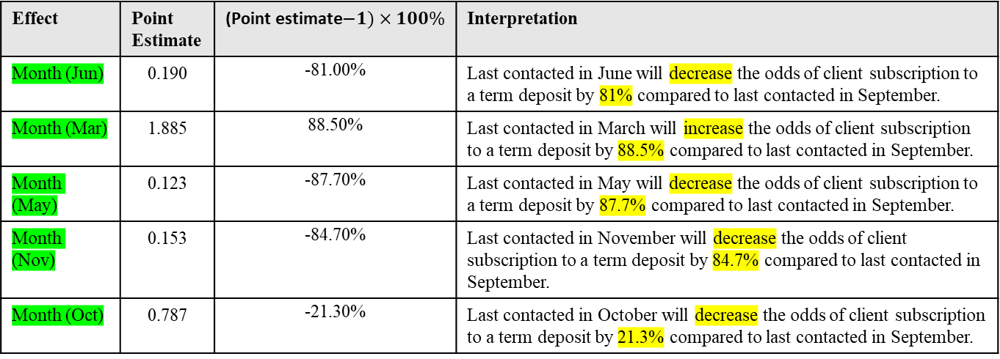 Effect Point Estimate (Point estimate−1) × 100% Interpretation
Month (Jun) 0.190 -81.00% Last contacted in June will decrease the odds of client subscription to
a term deposit by 81% compared to last contacted in September.
Month (Mar) 1.885 88.50% Last contacted in March will increase the odds of client subscription
to a term deposit by 88.5% compared to last contacted in September.
Month (May) 0.123 -87.70% Last contacted in May will decrease the odds of client subscription to
a term deposit by 87.7% compared to last contacted in September.
Month (Nov) 0.153 -84.70% Last contacted in November will decrease the odds of client
subscription to a term deposit by 84.7% compared to last contacted in
September.
Month (Oct) 0.787 -21.30% Last contacted in October will decrease the odds of client subscription
to a term deposit by 21.3% compared to last contacted in September.